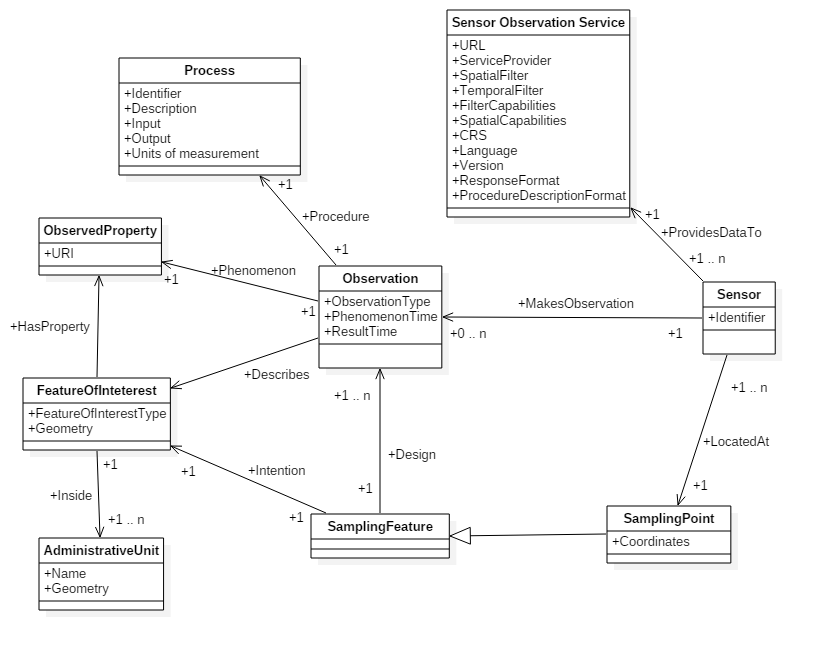 Sensor Observation Service
+URL
+ServiceProvider
+SpatialFilter
+TemporalFilter
+FilterCapabilities
+SpatialCapabilities
+CRS
+Language
+Version
+ResponseFormat
+ProcedureDescriptionFormat
Process
+Identifier
+Description
+Input
+Output
+Units of measurement
+1
+Procedure
+1
+1
+ProvidesDataTo
+1 .. n
ObservedProperty
+URI
+Phenomenon
+1
+1
Observation
+ObservationType
+PhenomenonTime
+ResultTime
Sensor
+Identifier
+MakesObservation
+0 .. n
+1
+HasProperty
+Describes
FeatureOfInteterest
+FeatureOfInterestType
+Geometry
+1 .. n
+Design
+1
+1 .. n
+LocatedAt
+1
+1
+Intention
+1
+1
+Inside
+1 .. n
SamplingFeature
SamplingPoint
+Coordinates
AdministrativeUnit
+Name
+Geometry